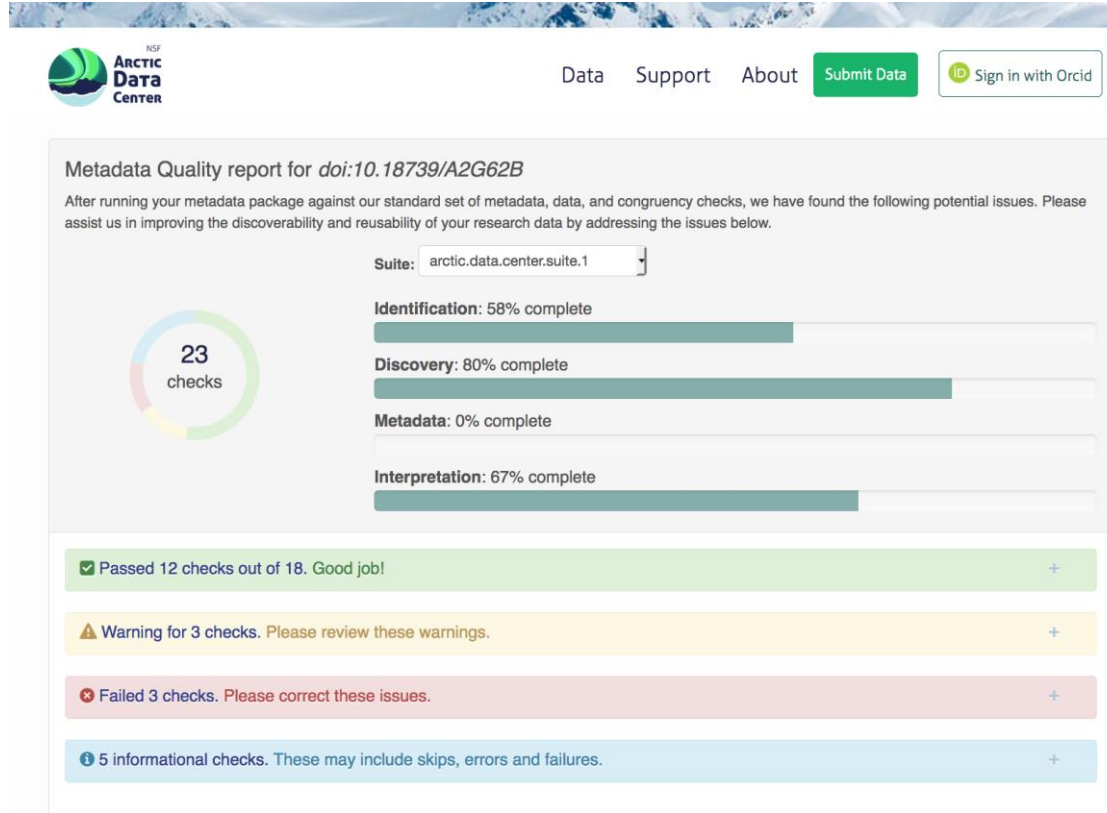 NSF
ARCTIC
DATA
CENTER
Data Support About Submit Data iD Sign in with Orcid
Metadata Quality report for doi:10.18739/A2G62B
After running your metadata package against our standard set of metadata, data, and congruency checks, we have found the following potential issues. Please
assist us in improving the discoverability and reusability of your research data by addressing the issues below.
Suite: arctic.data.center.suite.1
23
checks
Identification: 58% complete
Discovery: 80% complete
Metadata: 0% complete
Interpretation: 67% complete
Passed 12 checks out of 18. Good job! +
Warning for 3 checks. Please review these warnings. +
Failed 3 checks. Please correct these issues. +
5 informational checks. These may include skips, errors and failures. +